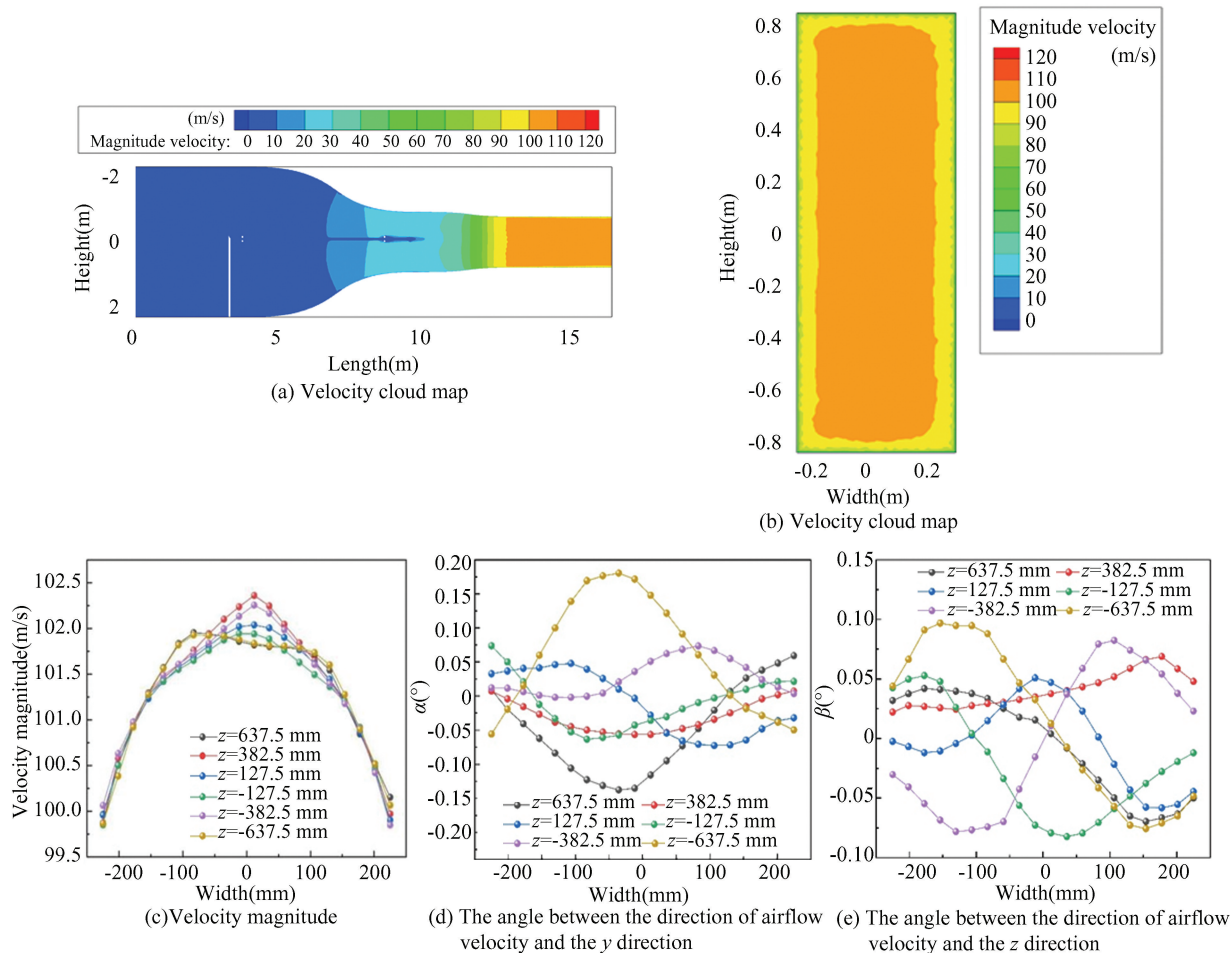 (m/s)
Magnitude velocity: 0 10 20 30 40 50 60 70 80 90 100 110 120
-2
0
2
Height(m)
0 5 10 15
Length(m)
(a) Velocity cloud map
0.8
0.6
0.4
0.2
0
-0.2
-0.4
-0.6
-0.8
Height(m)
-0.2 0 0.2
Width(m)
(b) Velocity cloud map
Magnitude velocity
(m/s)
120
110
100
90
80
70
60
50
40
30
20
10
0
102.5
102.0
101.5
101.0
100.5
100.0
99.5
Velocity magnitude(m/s)
z=637.5 mm
z=382.5 mm
z=127.5 mm
z=-127.5 mm
z=-382.5 mm
z=-637.5 mm
-200 -100 0 100 200
Width(mm)
(c)Velocity magnitude
0.20
0.15
0.10
0.05
0
-0.05
-0.10
-0.15
-0.20
α(°)
z=637.5 mm z=382.5 mm
z=127.5 mm z=-127.5 mm
z=-382.5 mm z=-637.5 mm
-200 -100 0 100 200
Width(mm)
(d) The angle between the direction of airflow
velocity and the y direction
0.15
0.10
0.05
0
-0.05
-0.10
β(°)
z=637.5 mm z=382.5 mm
z=127.5 mm z=-127.5 mm
z=-382.5 mm z=-637.5 mm
-200 -100 0 100 200
Width(mm)
(e) The angle between the direction of airflow
velocity and the z direction